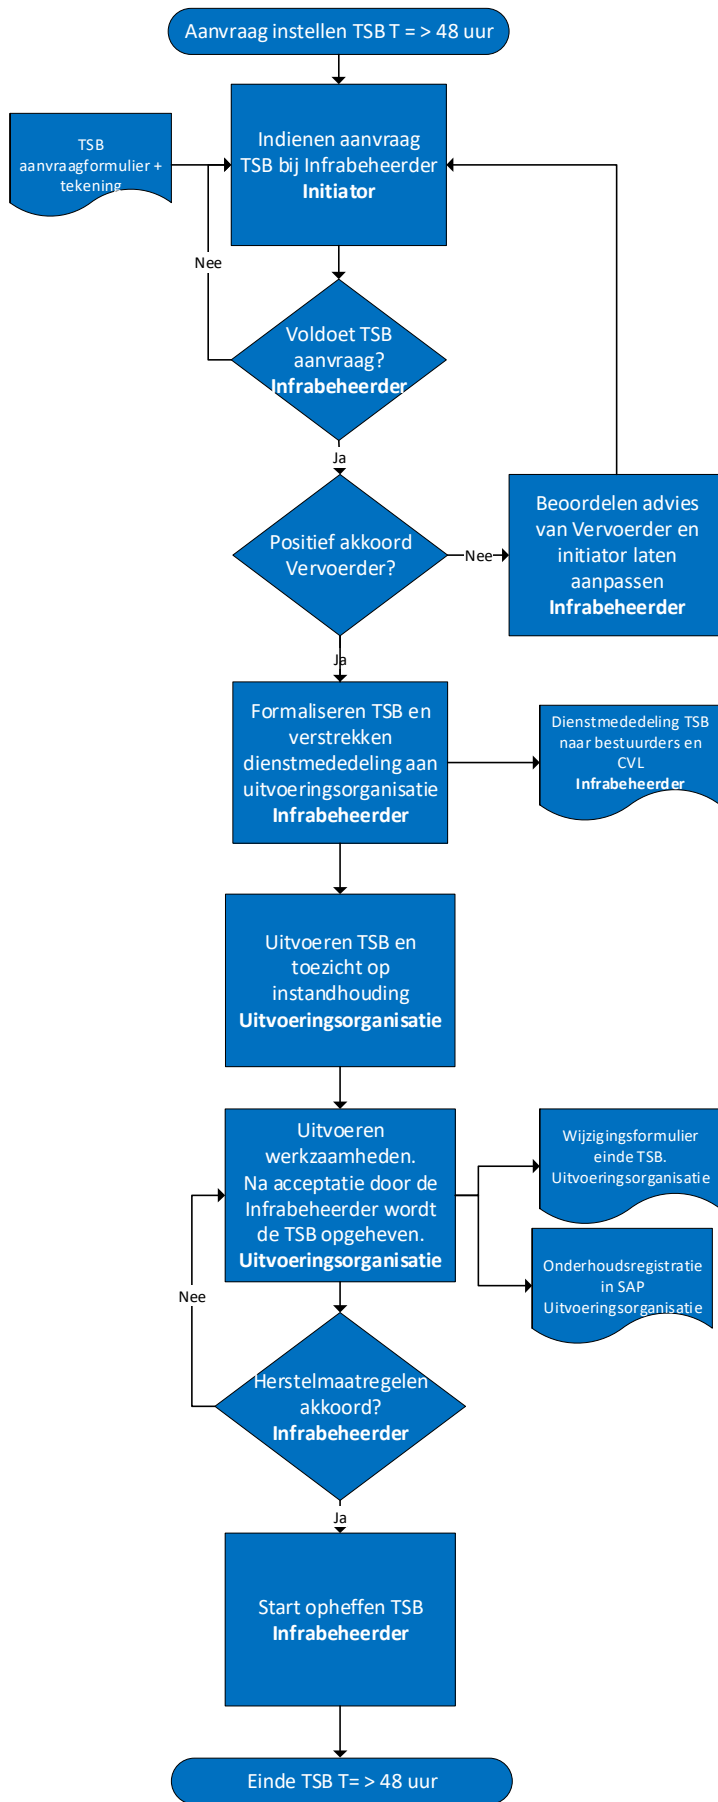 Aanvraag instellen TSB T = > 48 uur
TSB
aanvraagformulier +
tekening
Indienen aanvraag
TSB bij Infrabeheerder
Initiator
Nee
Voldoet TSB
aanvraag?
Infrabeheerder
Ja
Positief akkoord
Vervoerder?
Nee
Beoordelen advies
van Vervoerder en
initiator laten
aanpassen
Infrabeheerder
Ja
Formaliseren TSB en
verstrekken
dienstmededeling aan
uitvoeringsorganisatie
Infrabeheerder
Dienstmededeling TSB
naar bestuurders en
CVL
Infrabeheerder
Uitvoeren TSB en
toezicht op
instandhouding
Uitvoeringsorganisatie
Uitvoeren
werkzaamheden.
Na acceptatie door de
Infrabeheerder wordt
de TSB opgeheven.
Uitvoeringsorganisatie
Wijzigingsformulier
einde TSB.
Uitvoeringsorganisatie
Onderhoudsregistratie
in SAP
Uitvoeringsorganisatie
Nee
Herstelmaatregelen
akkoord?
Infrabeheerder
Ja
Start opheffen TSB
Infrabeheerder
Einde TSB T= > 48 uur